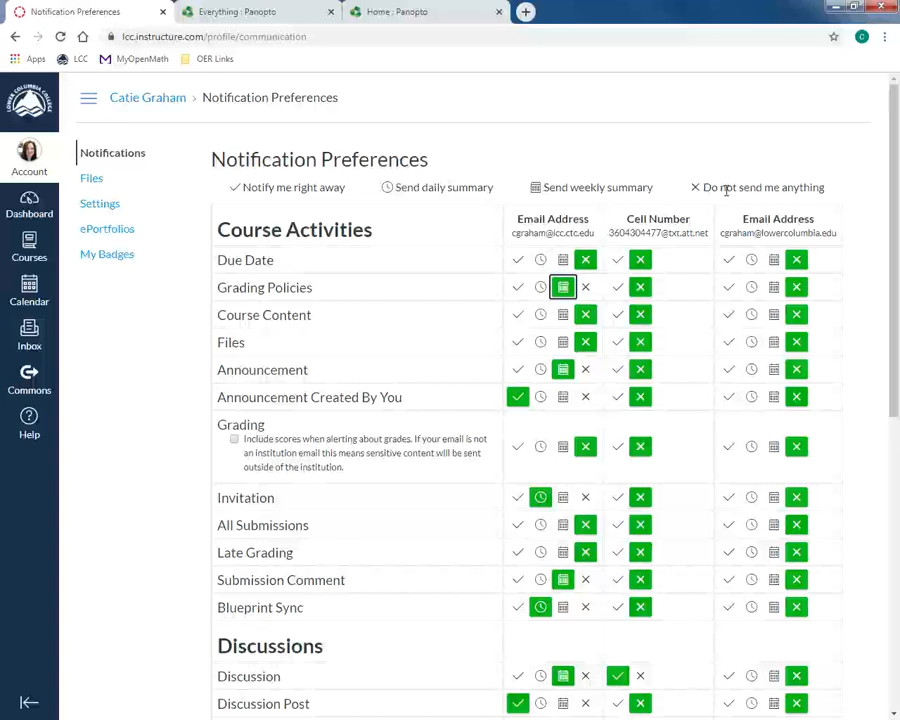 Notification Preferences
Everything : Panopto
Home : Panopto
lcc.instructure.com/profile/communication
Apps
LCC
MyOpenMath
OER Links
LOWER COLUMBIA COLLEGE
Account
Dashboard
Courses
Calendar
Inbox
Commons
Help
Catie Graham › Notification Preferences
Notifications
Files
Settings
ePortfolios
My Badges
Notification Preferences
Notify me right away
Send daily summary
Send weekly summary
Do not send me anything
Course Activities
Email Address
cgraham@lcc.ctc.edu
Cell Number
3604304477@txt.att.net
Email Address
cgraham@lowercolumbia.edu
Due Date
Grading Policies
Course Content
Files
Announcement
Announcement Created By You
Grading
Include scores when alerting about grades. If your email is not
an institution email this means sensitive content will be sent
outside of the institution.
Invitation
All Submissions
Late Grading
Submission Comment
Blueprint Sync
Discussions
Discussion
Discussion Post